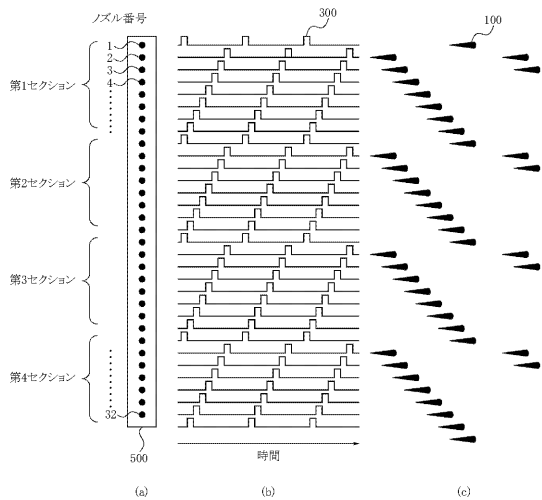 ノズル番号
300
100
1
2
3
4
第1セクション
第2セクション
第3セクション
第4セクション
32
500
時間
(a)
(b)
(c)